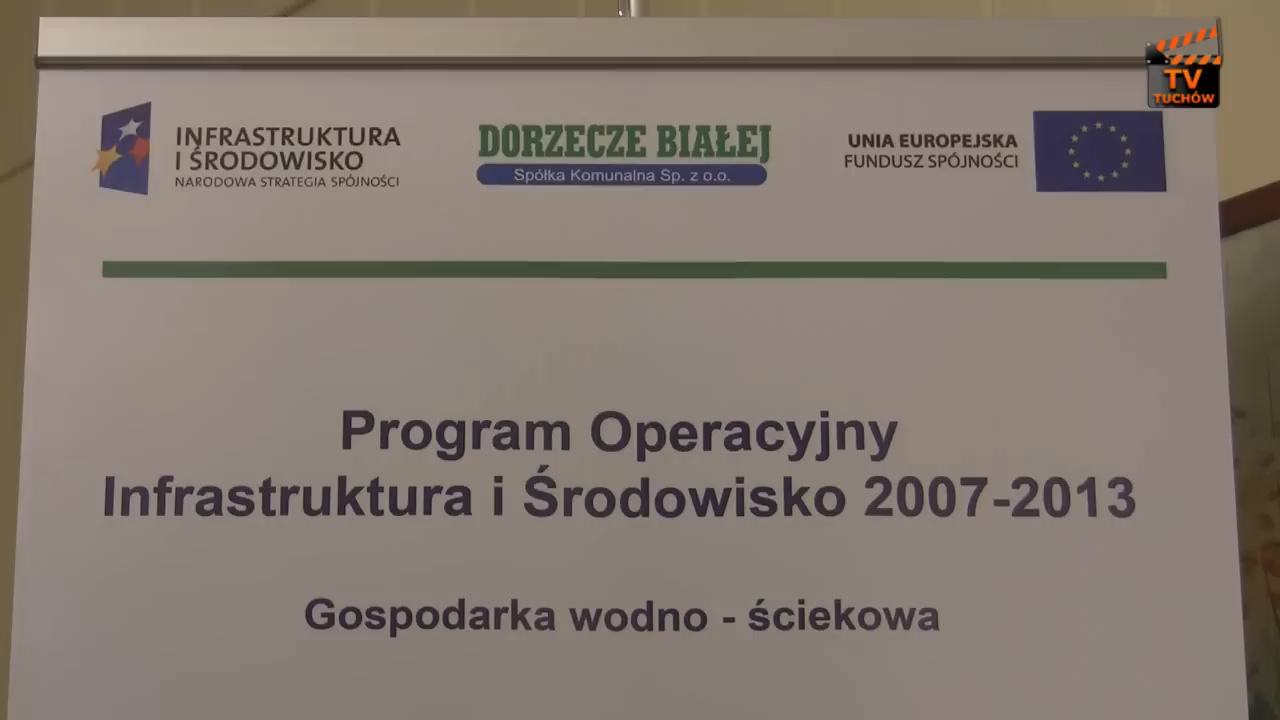 TV
TUCHÓW
INFRASTRUKTURA
I ŚRODOWISKO
NARODOWA STRATEGIA SPÓJNOŚCI
DORZECZE BIAŁEJ
Spółka Komunalna Sp. z o.o.
UNIA EUROPEJSKA
FUNDUSZ SPÓJNOŚCI
Program Operacyjny
Infrastruktura i Środowisko 2007-2013
Gospodarka wodno - ściekowa